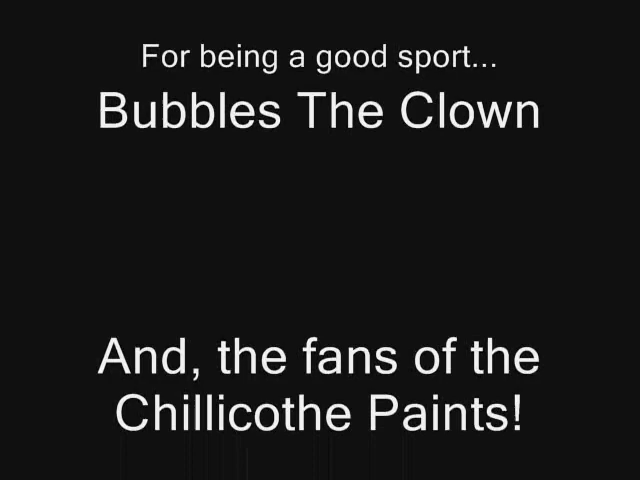 For being a good sport...
Bubbles The Clown
And, the fans of the
Chillicothe Paints!